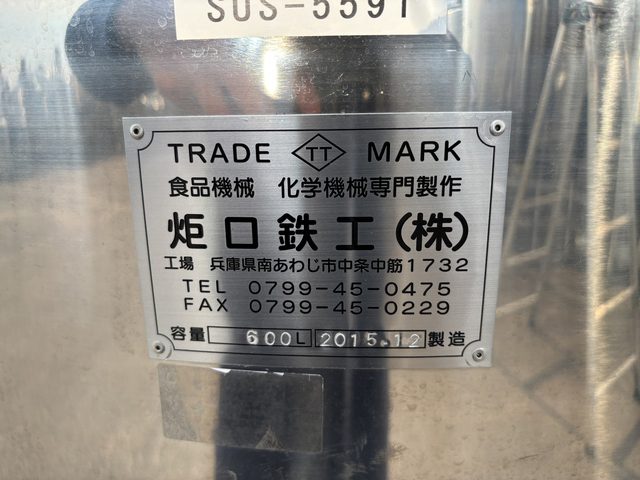 SUS-5591
TRADE TT MARK
食品機械 化学機械専門製作
炬口鉄工(株)
工場 兵庫県南あわじ市中条中筋1732
TEL 0799-45-0475
FAX 0799-45-0229
容量 600L 2015.12 製造